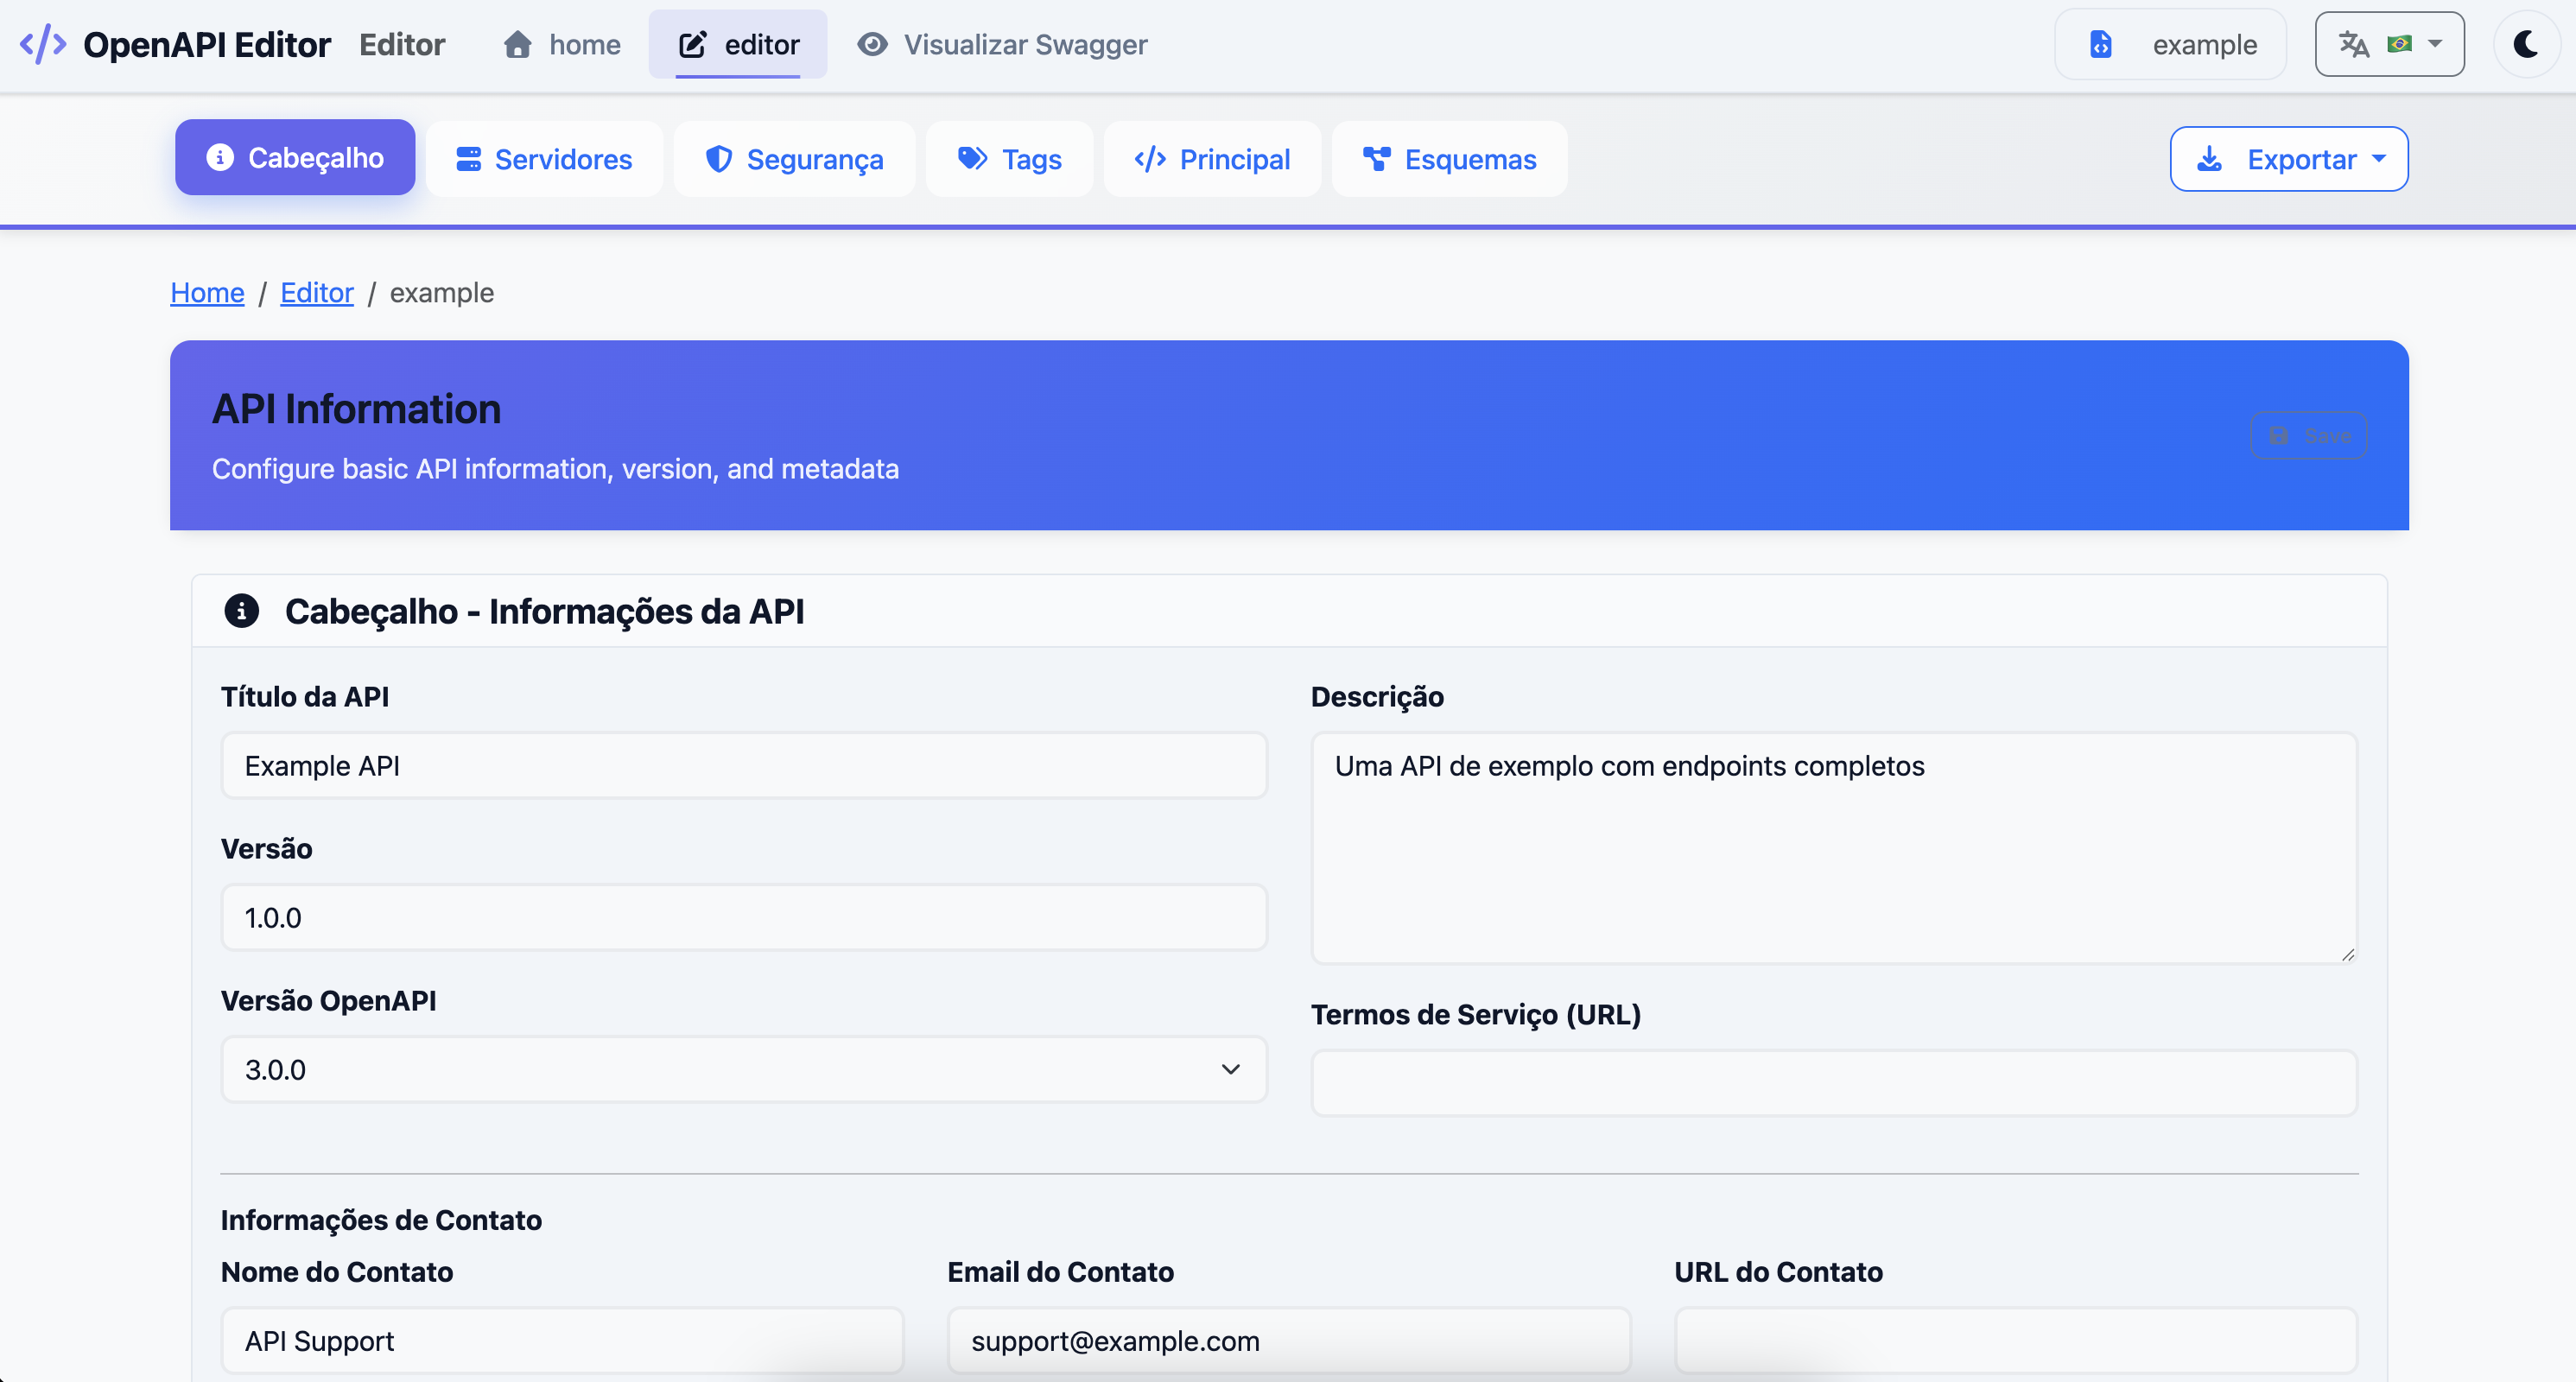 OpenAPI Editor Editor home editor Visualizar Swagger example
Cabeçalho Servidores Segurança Tags Principal Esquemas Exportar
Home / Editor / example
API Information
Configure basic API information, version, and metadata
Save
Cabeçalho - Informações da API
Título da API
Example API
Versão
1.0.0
Versão OpenAPI
3.0.0
Descrição
Uma API de exemplo com endpoints completos
Termos de Serviço (URL)
Informações de Contato
Nome do Contato
API Support
Email do Contato
support@example.com
URL do Contato